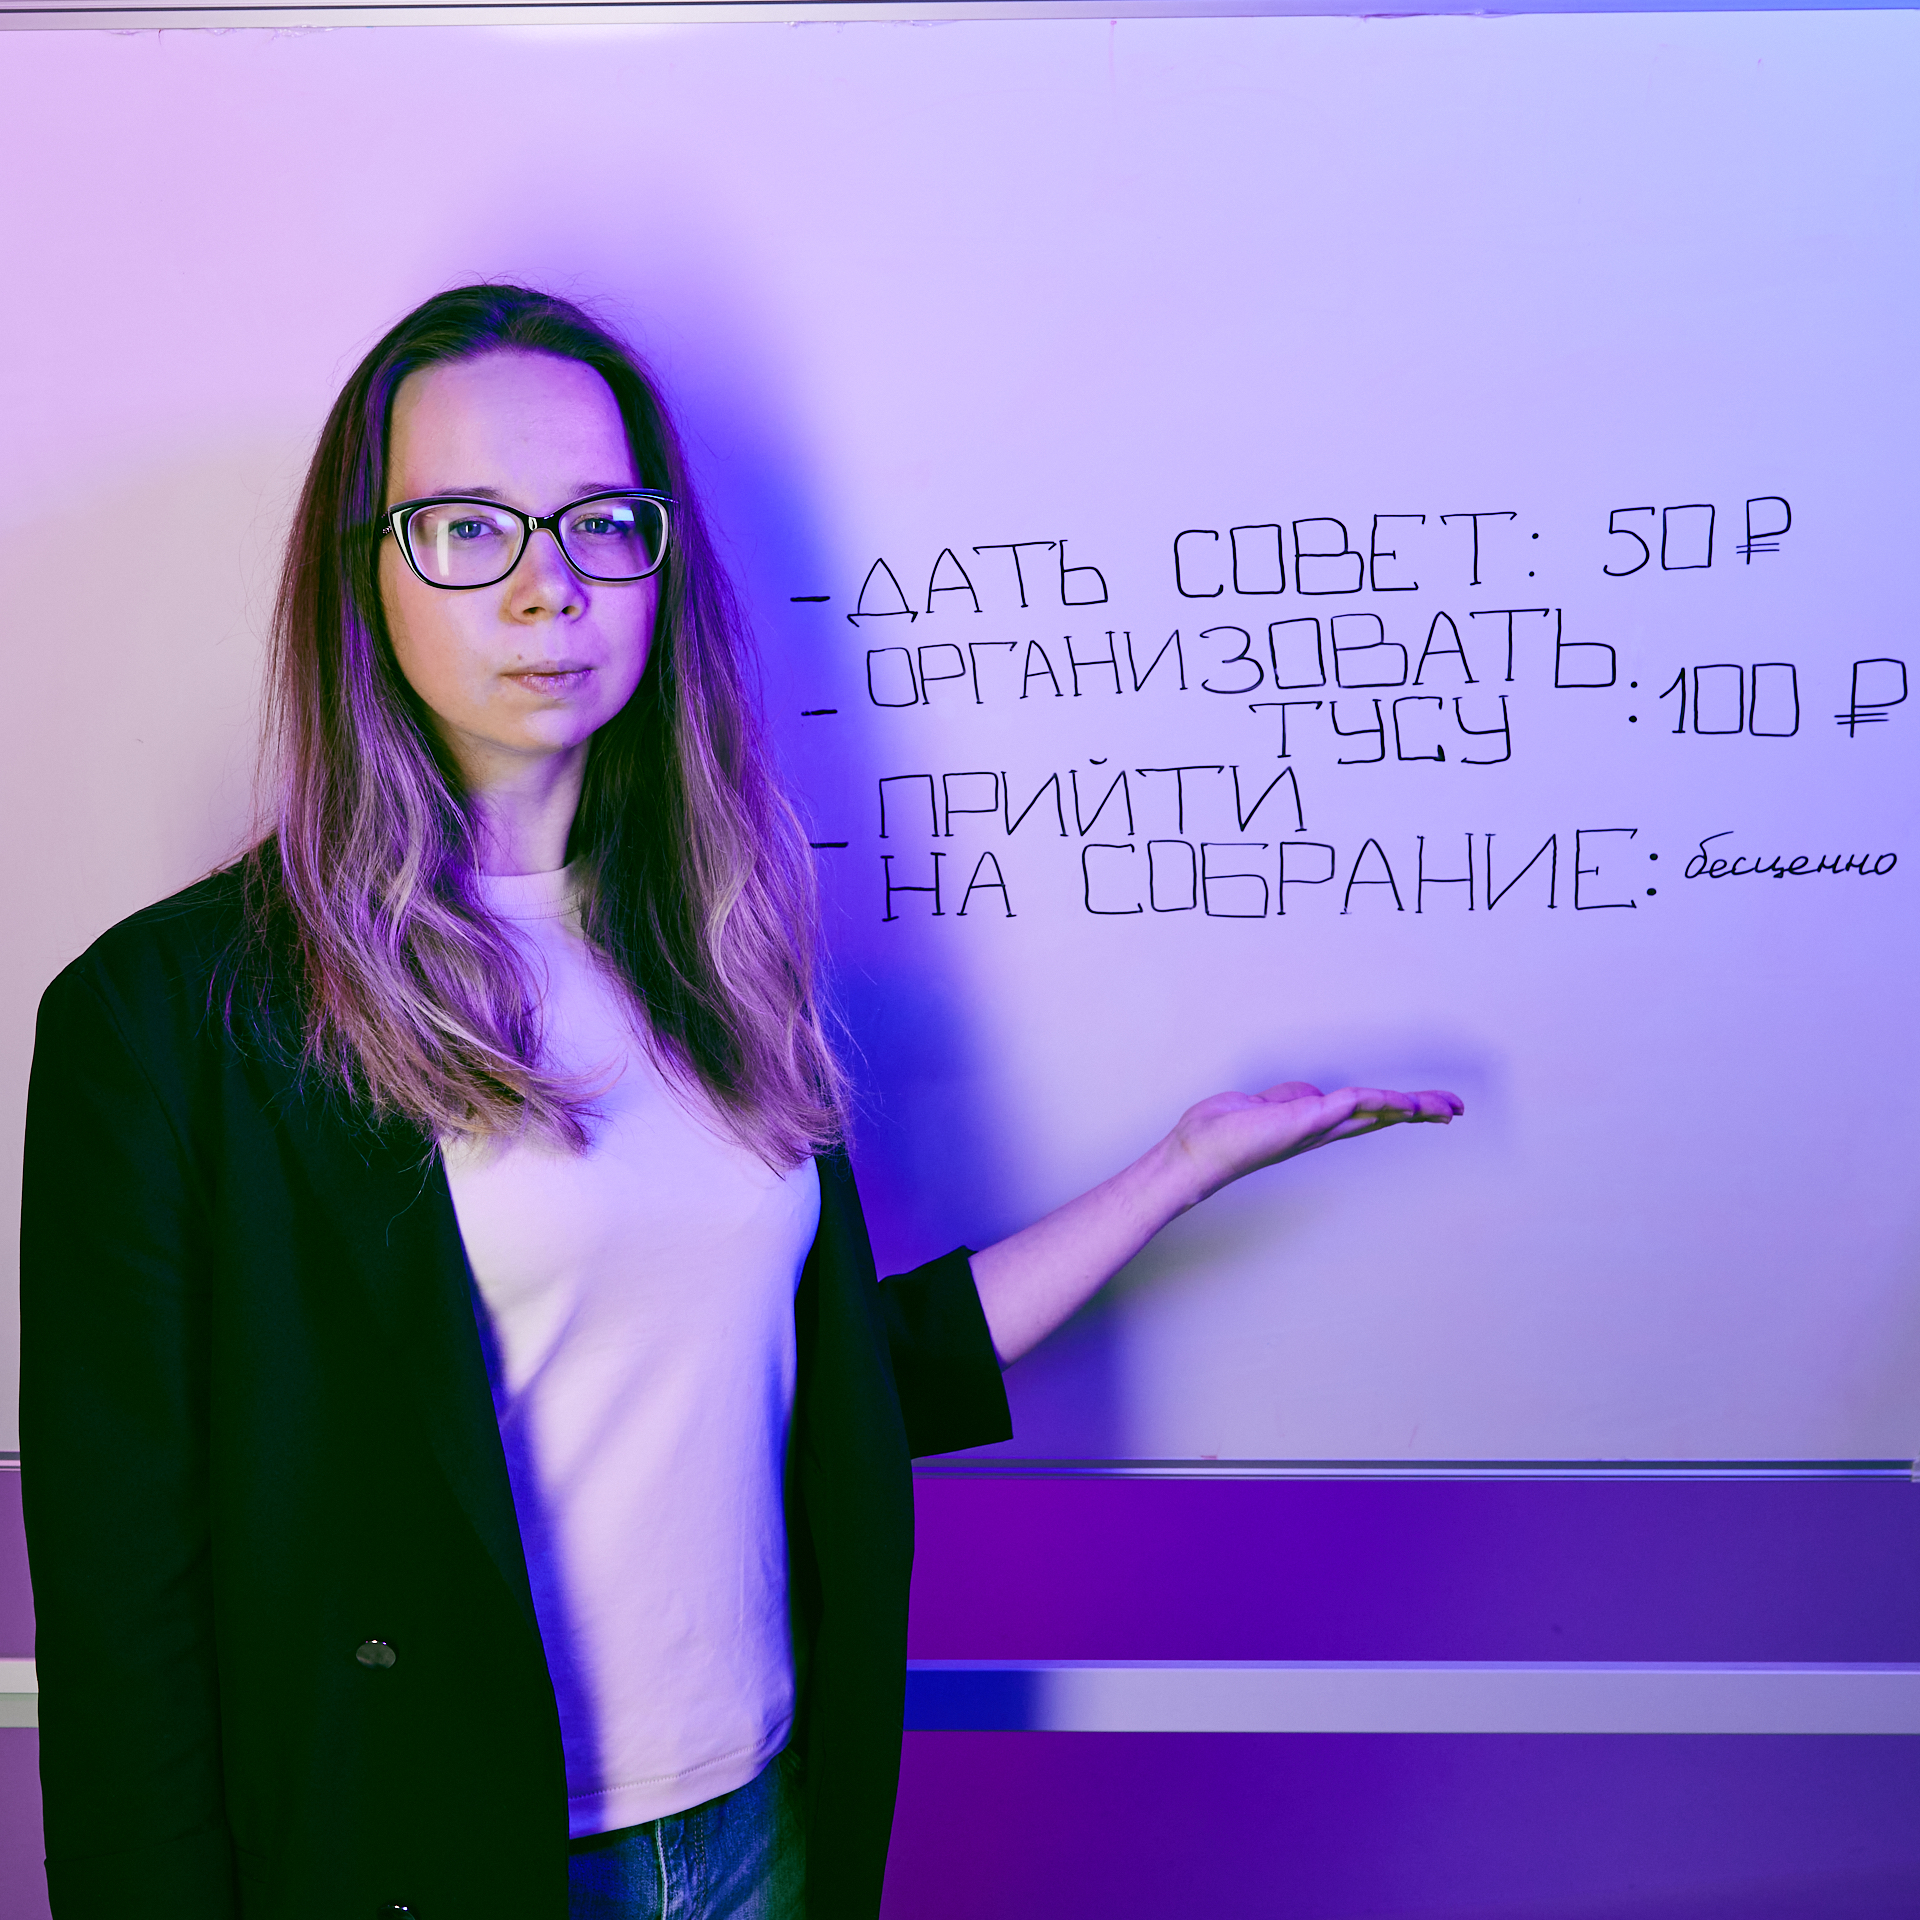 - ДАТЬ СОВЕТ: 50 ₽
- ОРГАНИЗОВАТЬ
ТУСУ : 100 ₽
- ПРИЙТИ
НА СОБРАНИЕ: бесценно